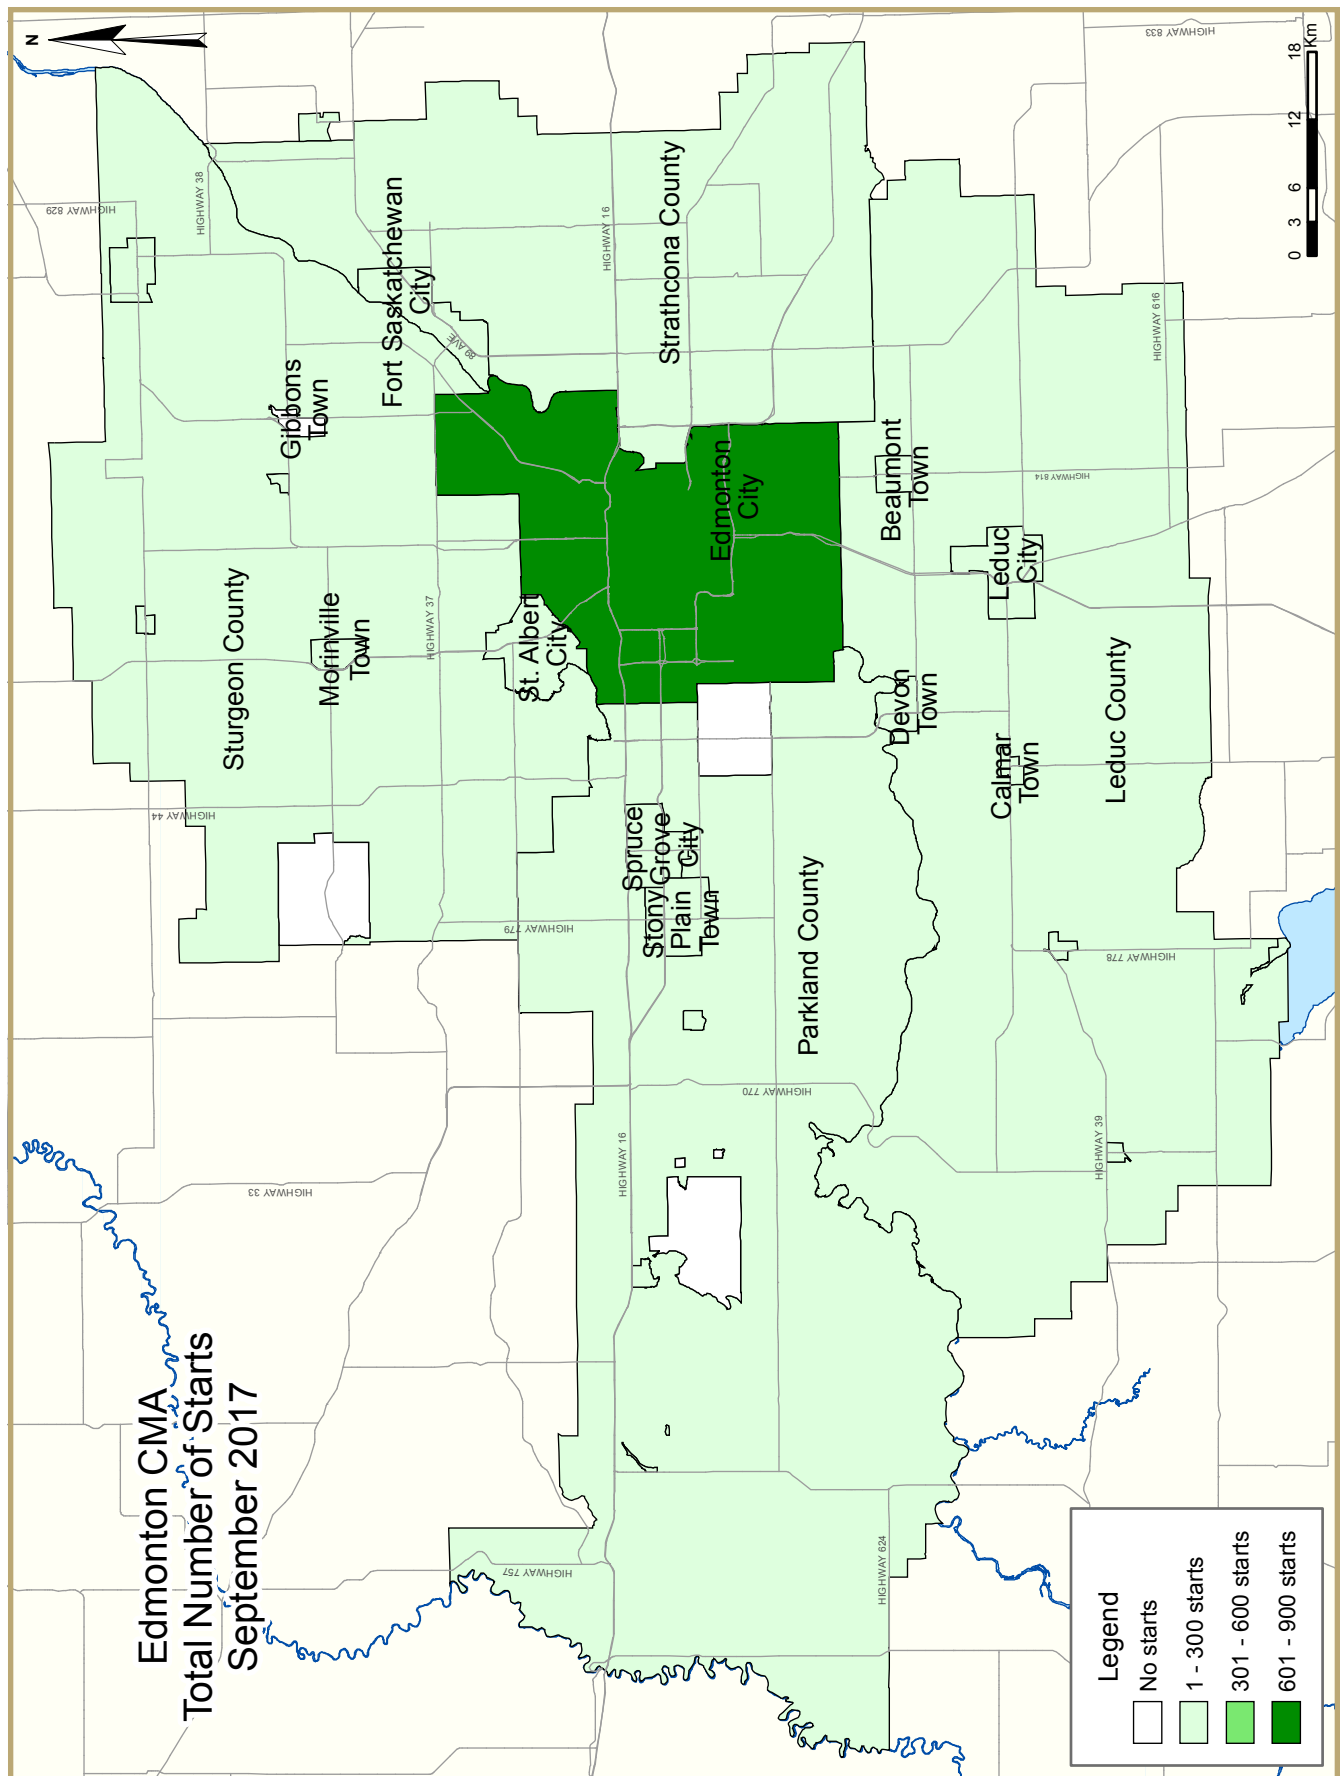 Edmonton CMA
Total Number of Starts
September 2017
N
HIGHWAY 833
HIGHWAY 829
HIGHWAY 38
HIGHWAY 16
Fort Saskatchewan
City
89 AVE
Strathcona County
Gibbons
Town
Sturgeon County
Morinville
Town
HIGHWAY 37
HIGHWAY 44
St. Albert
City
Edmonton
City
Beaumont
Town
HIGHWAY 814
HIGHWAY 616
Leduc
City
Leduc County
Devon
Town
Calmar
Town
Spruce
Grove
City
Stony
Plain
Town
HIGHWAY 779
Parkland County
HIGHWAY 778
HIGHWAY 770
HIGHWAY 39
HIGHWAY 16
HIGHWAY 33
HIGHWAY 757
HIGHWAY 624
0 3 6 12 18
Km
Legend
No starts
1 - 300 starts
301 - 600 starts
601 - 900 starts